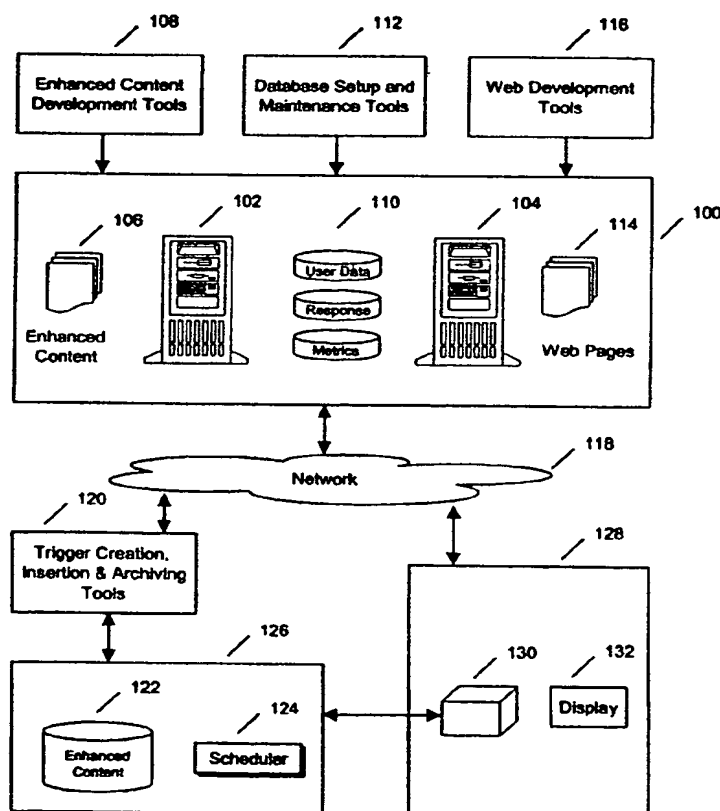 108
112
116
Enhanced Content
Development Tools
Database Setup and
Maintenance Tools
Web Development
Tools
100
106
102
110
104
114
User Data
Response
Metrics
Enhanced
Content
Web Pages
118
Network
120
Trigger Creation,
Insertion & Archiving
Tools
128
126
122
124
130
132
Enhanced
Content
Scheduler
Display